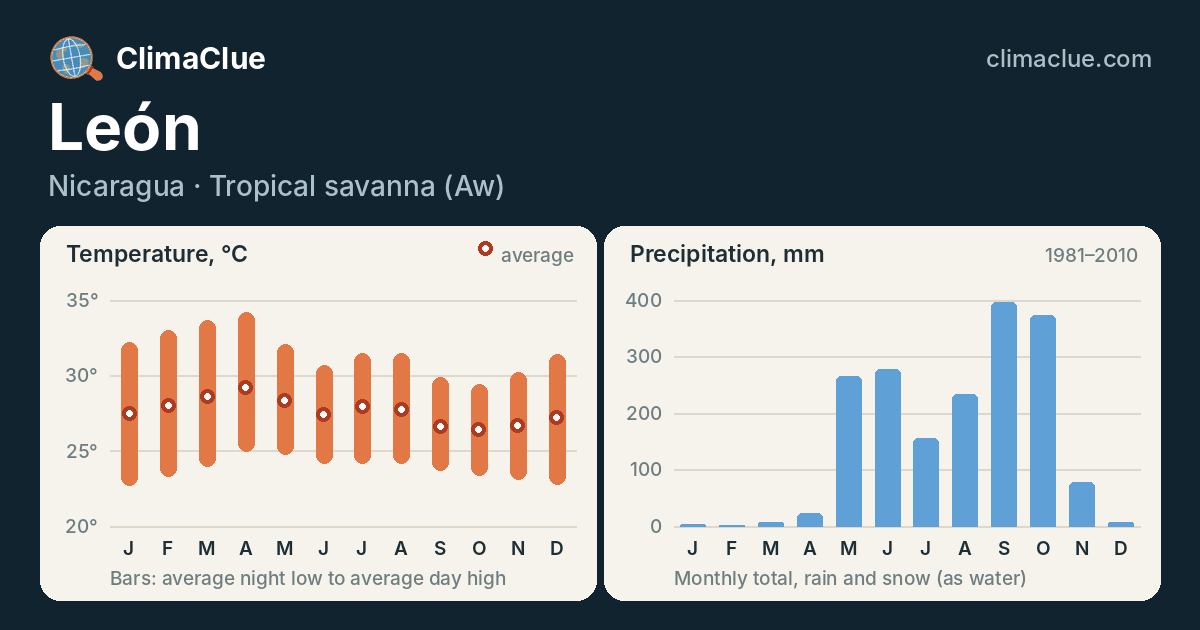 ClimaClue
climaclue.com
León
Nicaragua · Tropical savanna (Aw)
Temperature, °C
average
35°
30°
25°
20°
J F M A M J J A S O N D
Bars: average night low to average day high
Precipitation, mm
1981–2010
400
300
200
100
0
J F M A M J J A S O N D
Monthly total, rain and snow (as water)